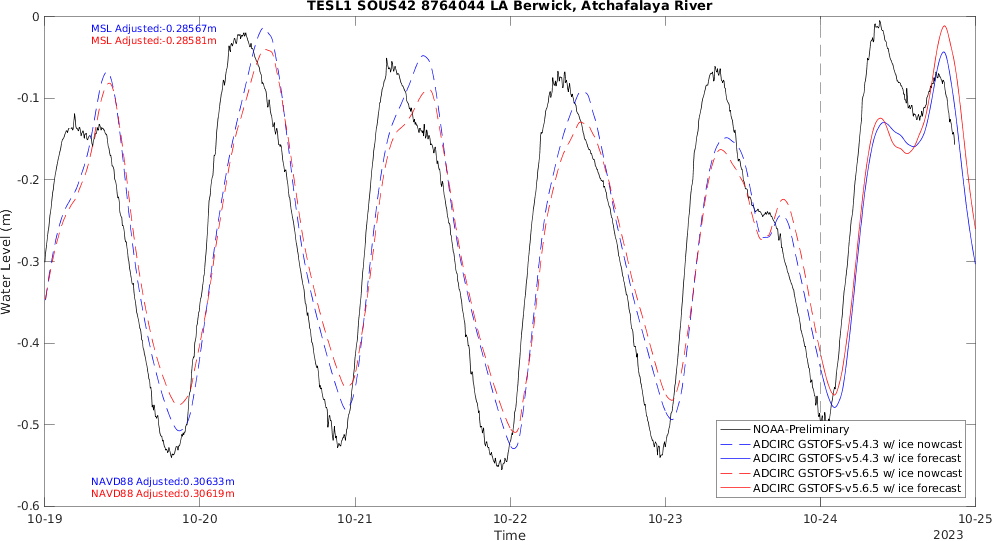 TESL1 SOUS42 8764044 LA Berwick, Atchafalaya River
MSL Adjusted:-0.28567m
MSL Adjusted:-0.28581m
0
-0.1
-0.2
-0.3
-0.4
-0.5
-0.6
Water Level (m)
NOAA-Preliminary
ADCIRC GSTOFS-v5.4.3 w/ ice nowcast
ADCIRC GSTOFS-v5.4.3 w/ ice forecast
ADCIRC GSTOFS-v5.6.5 w/ ice nowcast
ADCIRC GSTOFS-v5.6.5 w/ ice forecast
NAVD88 Adjusted:0.30633m
NAVD88 Adjusted:0.30619m
10-19 10-20 10-21 10-22 10-23 10-24 10-25
Time
2023